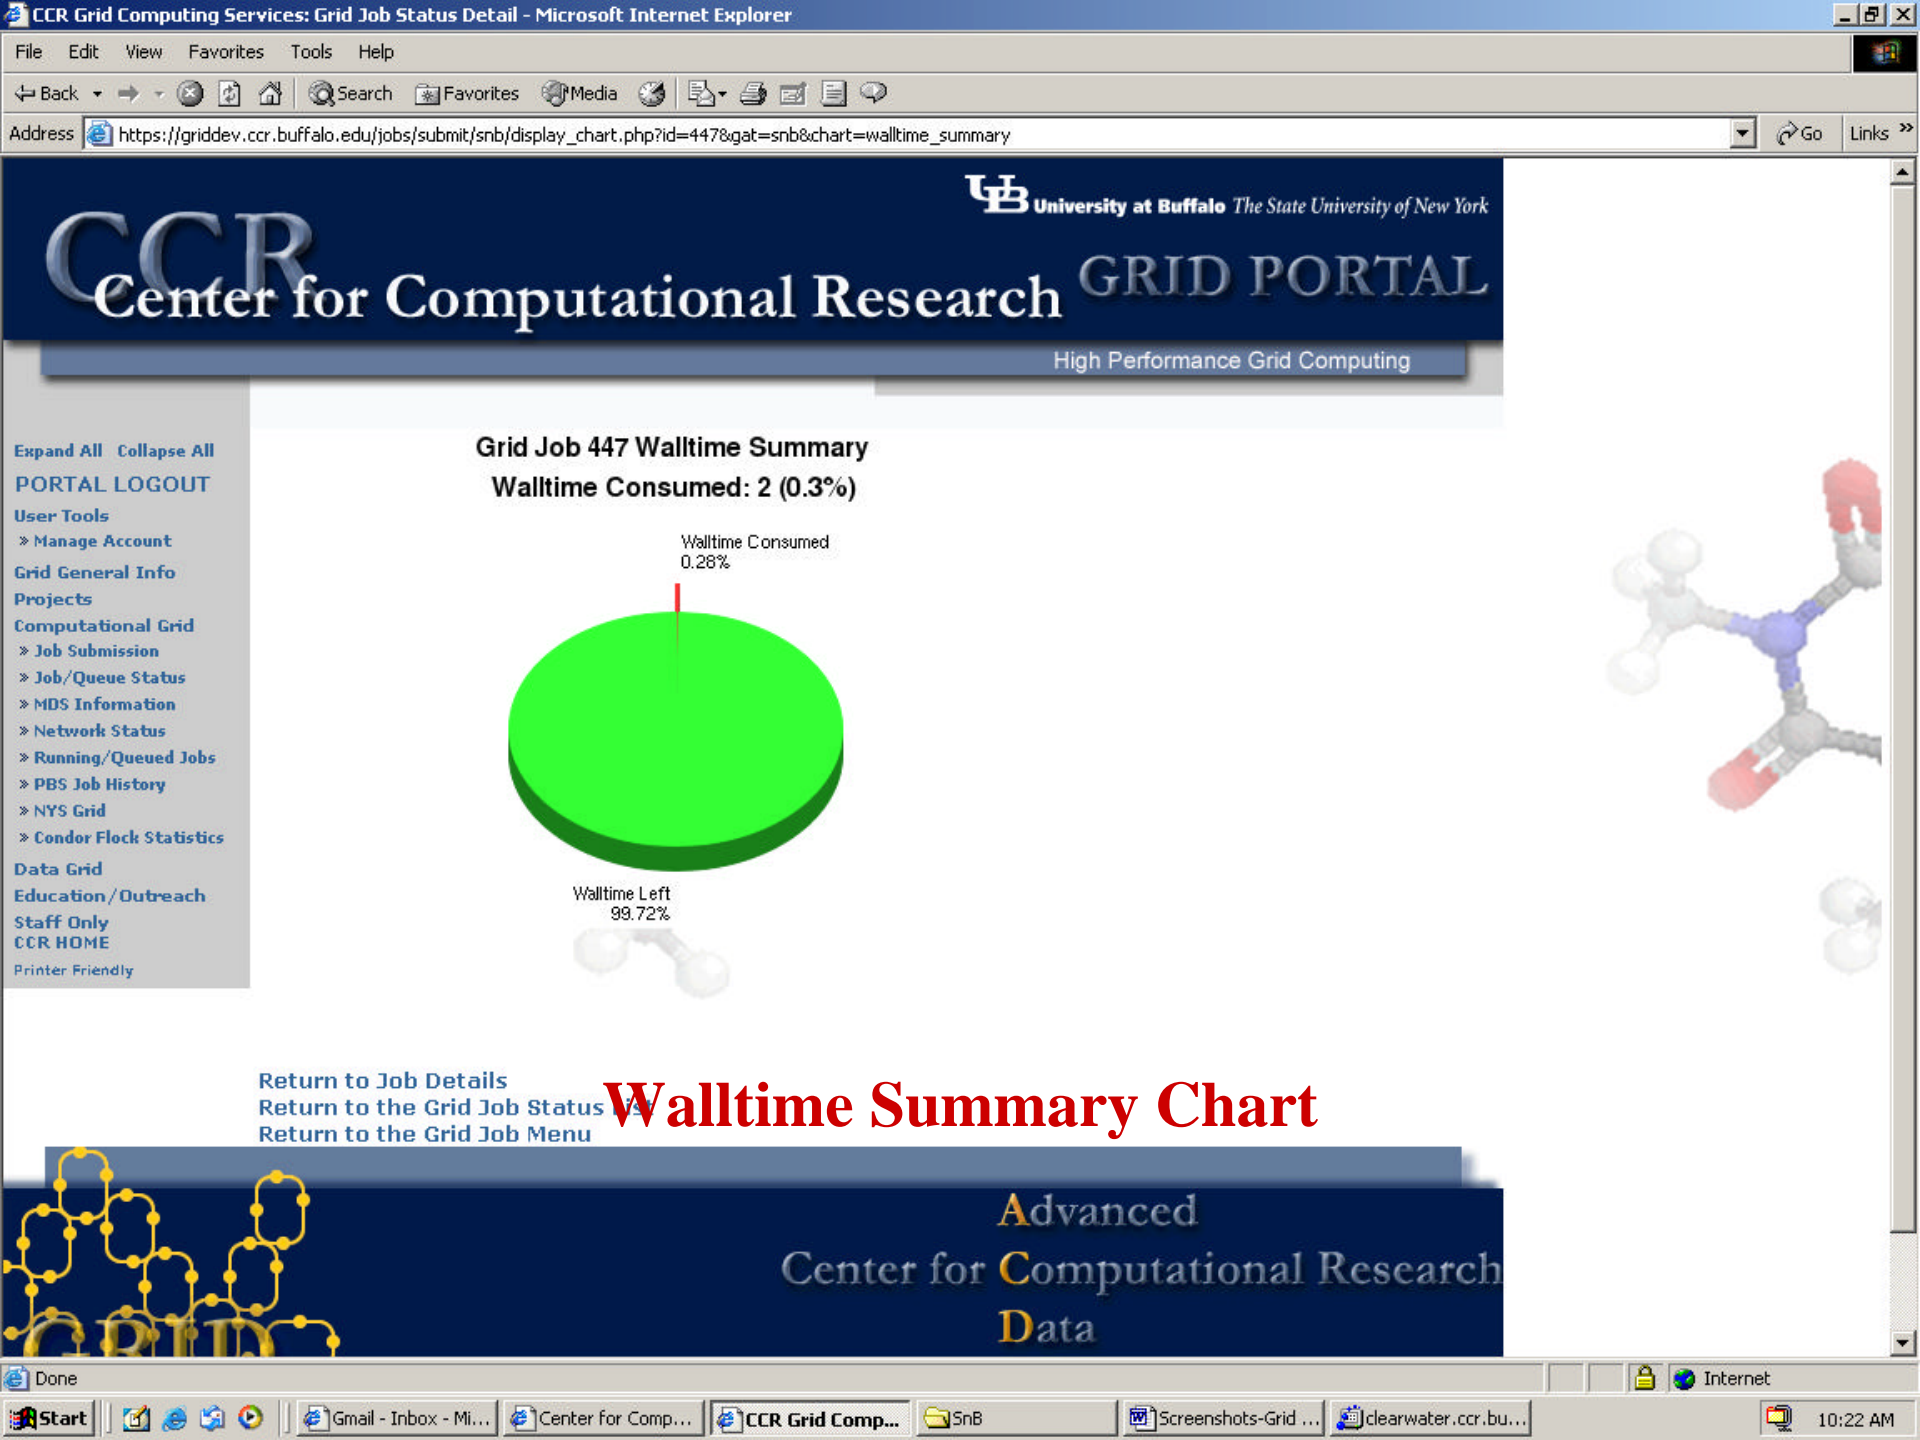 CCR Grid Computing Services: Grid Job Status Detail - Microsoft Internet Explorer
File Edit View Favorites Tools Help
Back Search Favorites Media
Address https://griddev.ccr.buffalo.edu/jobs/submit/snb/display_chart.php?id=447&gat=snb&chart=walltime_summary Go Links »
UB University at Buffalo The State University of New York
CCR
Center for Computational Research GRID PORTAL
High Performance Grid Computing
Expand All Collapse All
PORTAL LOGOUT
User Tools
» Manage Account
Grid General Info
Projects
Computational Grid
» Job Submission
» Job/Queue Status
» MDS Information
» Network Status
» Running/Queued Jobs
» PBS Job History
» NYS Grid
» Condor Flock Statistics
Data Grid
Education/Outreach
Staff Only
CCR HOME
Printer Friendly
Grid Job 447 Walltime Summary
Walltime Consumed: 2 (0.3%)
Walltime Consumed
0.28%
Walltime Left
99.72%
Return to Job Details
Return to the Grid Job Status List
Return to the Grid Job Menu
Walltime Summary Chart
GRID
Advanced
Center for Computational Research
Data
Done Internet
Start Gmail - Inbox - Mi... Center for Comp... CCR Grid Comp... SnB Screenshots-Grid ... clearwater.ccr.bu... 10:22 AM